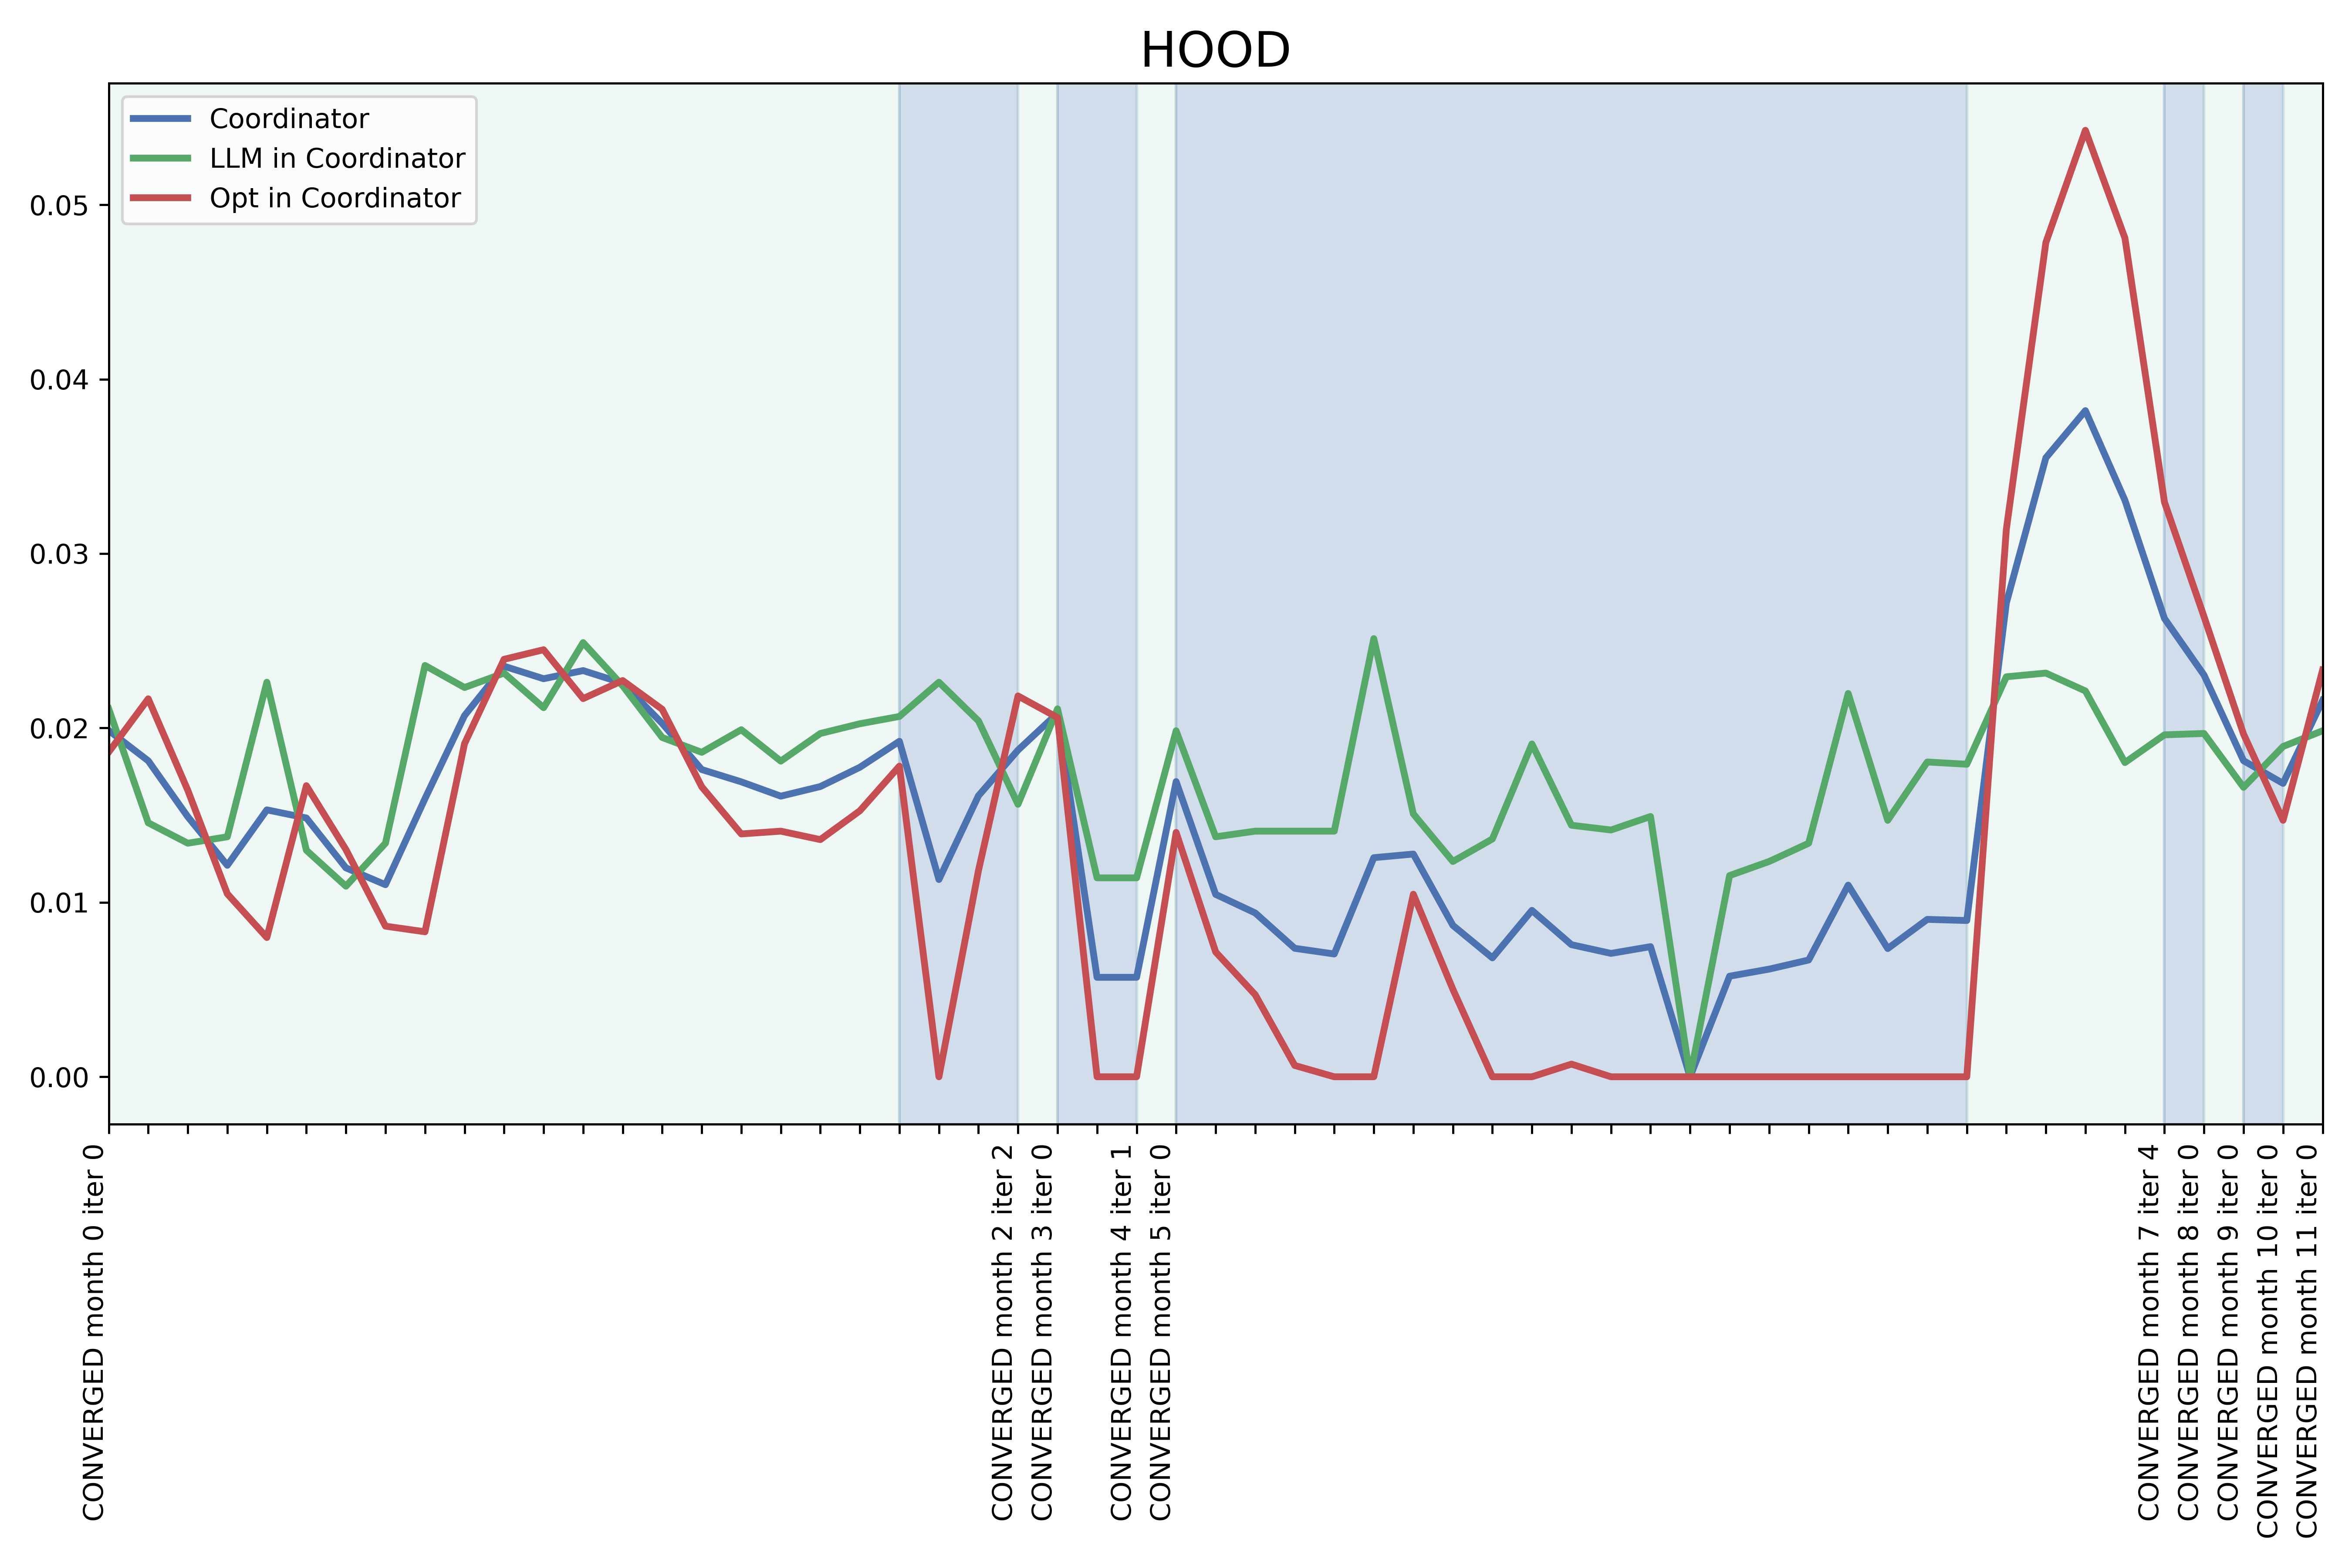 HOOD
Coordinator
LLM in Coordinator
Opt in Coordinator
0.05
0.04
0.03
0.02
0.01
0.00
CONVERGED month 0 iter 0
CONVERGED month 2 iter 2
CONVERGED month 3 iter 0
CONVERGED month 4 iter 1
CONVERGED month 5 iter 0
CONVERGED month 7 iter 4
CONVERGED month 8 iter 0
CONVERGED month 9 iter 0
CONVERGED month 10 iter 0
CONVERGED month 11 iter 0